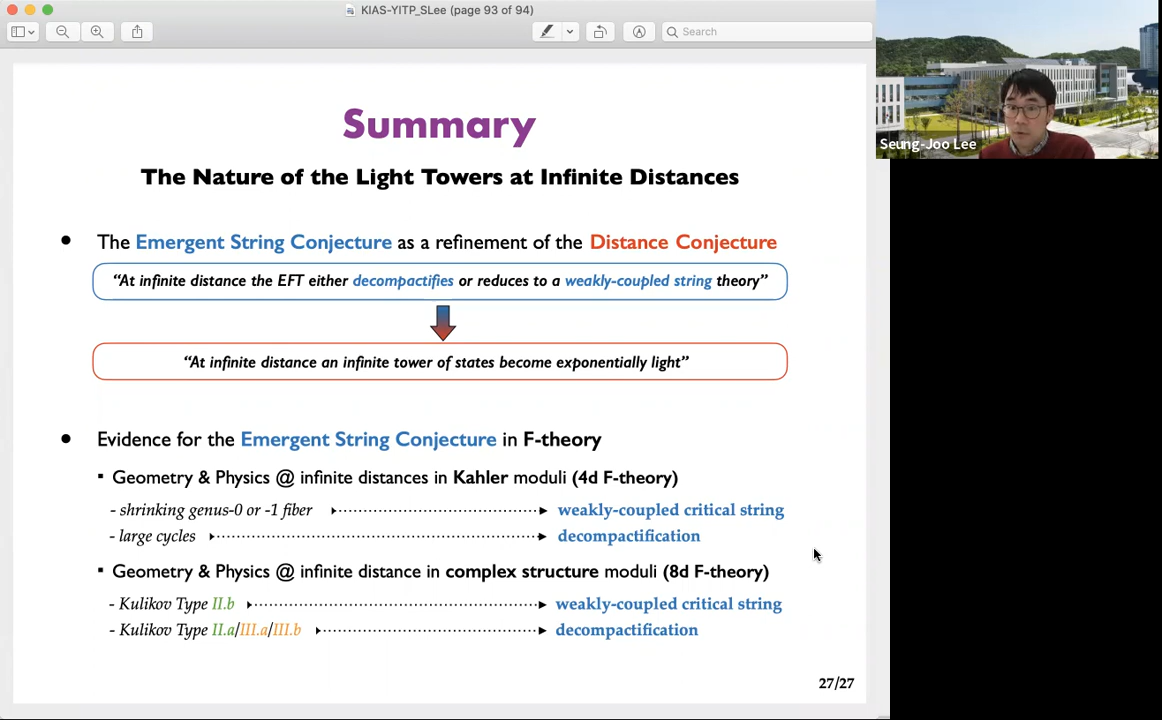 KIAS-YITP_SLee (page 93 of 94)
Search
Seung-Joo Lee
Summary
The Nature of the Light Towers at Infinite Distances
• The Emergent String Conjecture as a refinement of the Distance Conjecture
“At infinite distance the EFT either decompactifies or reduces to a weakly-coupled string theory”
“At infinite distance an infinite tower of states become exponentially light”
• Evidence for the Emergent String Conjecture in F-theory
▪ Geometry & Physics @ infinite distances in Kahler moduli (4d F-theory)
- shrinking genus-0 or -1 fiber weakly-coupled critical string
- large cycles decompactification
▪ Geometry & Physics @ infinite distance in complex structure moduli (8d F-theory)
- Kulikov Type II.b weakly-coupled critical string
- Kulikov Type II.a/III.a/III.b decompactification
27/27